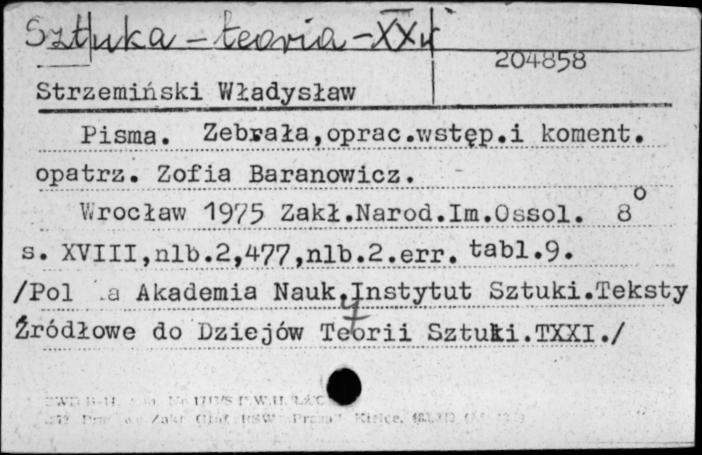 Sztuka - teoria - XX w
204858
Strzemiński Władysław
Pisma. Zebrała,oprac.wstęp.i koment.
opatrz. Zofia Baranowicz.
Wrocław 1975 Zakł.Narod.Im.Ossol. 8°
s. XVIII,nlb.2,477,nlb.2.err. tabl.9.
/Pol a Akademia Nauk,Instytut Sztuki.Teksty
Źródłowe do Dziejów Teorii Sztuki.TXXI./